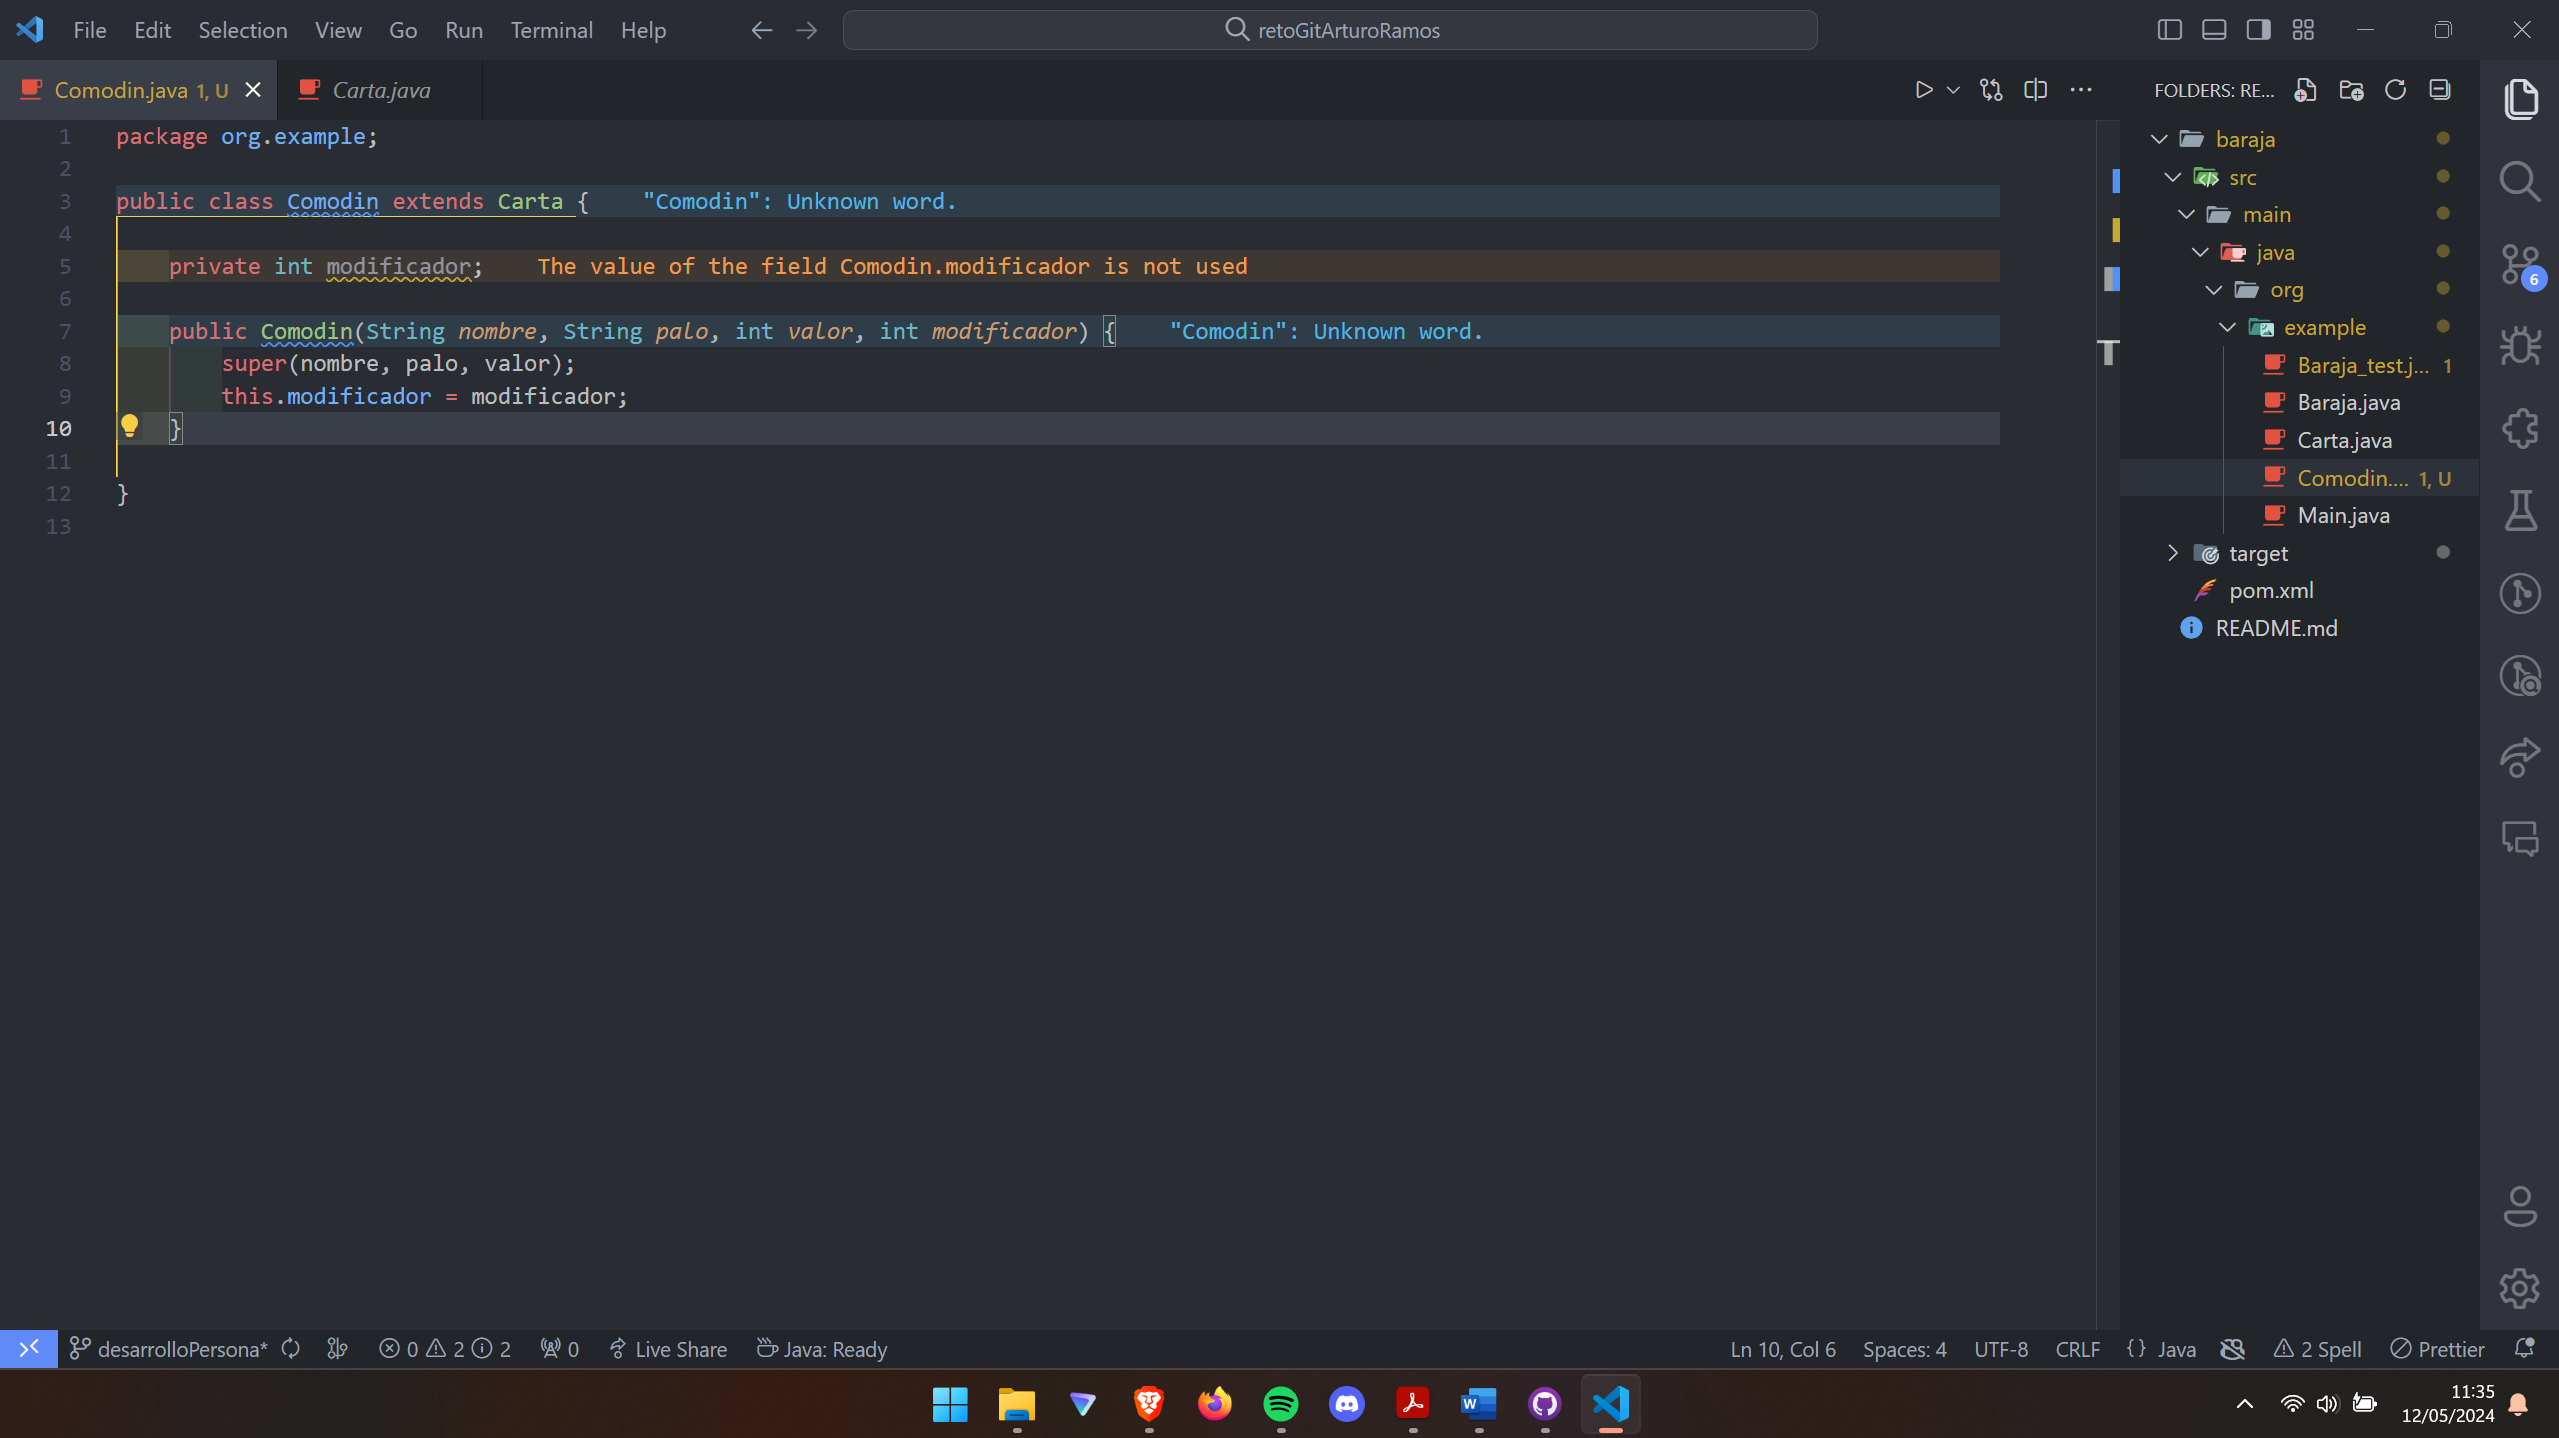 File Edit Selection View Go Run Terminal Help
retoGitArturoRamos
Comodin.java 1, U
Carta.java
1 package org.example;
2
3 public class Comodin extends Carta { "Comodin": Unknown word.
4
5 private int modificador; The value of the field Comodin.modificador is not used
6
7 public Comodin(String nombre, String palo, int valor, int modificador) { "Comodin": Unknown word.
8 super(nombre, palo, valor);
9 this.modificador = modificador;
10 }
11
12 }
13
FOLDERS: RE...
baraja
src
main
java
org
example
Baraja_test.j... 1
Baraja.java
Carta.java
Comodin.... 1, U
Main.java
target
pom.xml
README.md
6
desarrolloPersona* 0 2 2 0 Live Share Java: Ready
Ln 10, Col 6 Spaces: 4 UTF-8 CRLF {} Java 2 Spell Prettier
11:35
12/05/2024